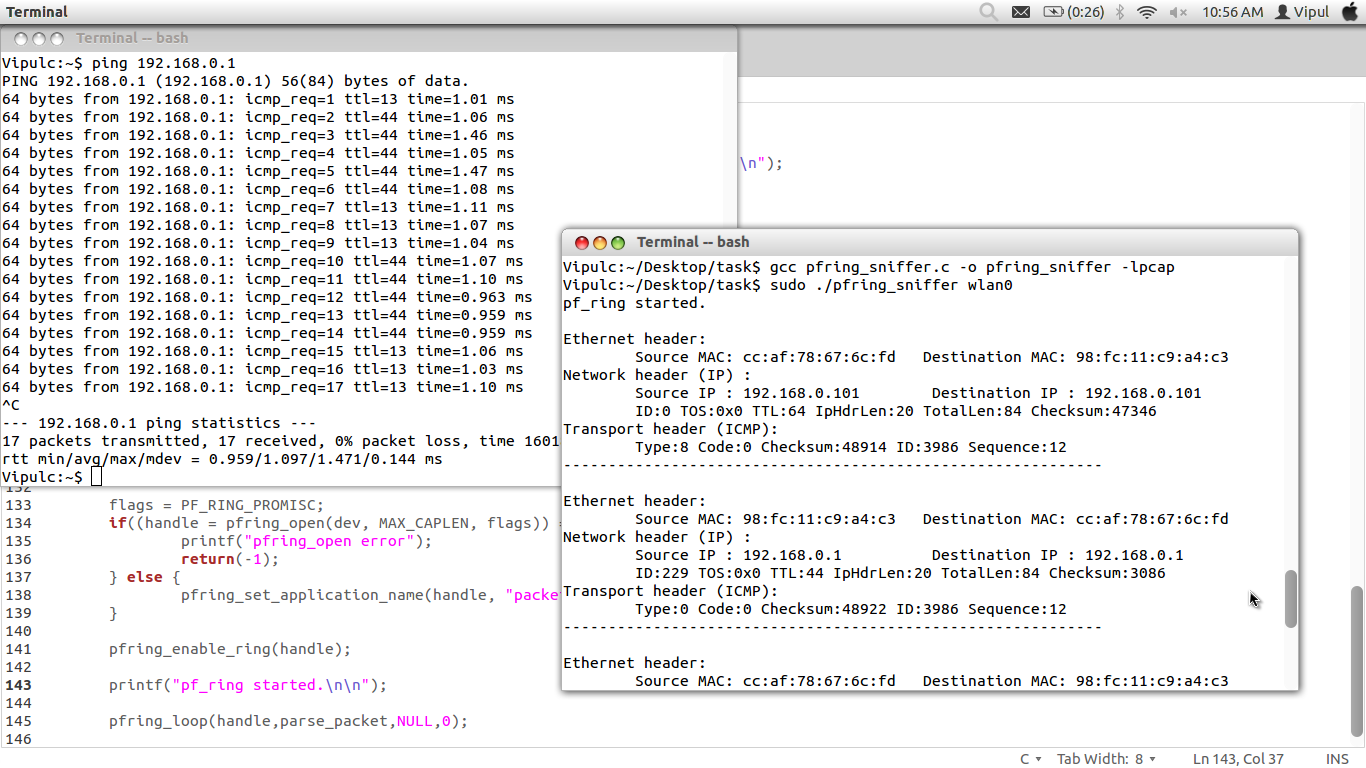 Terminal
(0:26)
10:56 AM
Vipul
Terminal -- bash
Vipulc:~$ ping 192.168.0.1
PING 192.168.0.1 (192.168.0.1) 56(84) bytes of data.
64 bytes from 192.168.0.1: icmp_req=1 ttl=13 time=1.01 ms
64 bytes from 192.168.0.1: icmp_req=2 ttl=44 time=1.06 ms
64 bytes from 192.168.0.1: icmp_req=3 ttl=44 time=1.46 ms
64 bytes from 192.168.0.1: icmp_req=4 ttl=44 time=1.05 ms
64 bytes from 192.168.0.1: icmp_req=5 ttl=44 time=1.47 ms
64 bytes from 192.168.0.1: icmp_req=6 ttl=44 time=1.08 ms
64 bytes from 192.168.0.1: icmp_req=7 ttl=13 time=1.11 ms
64 bytes from 192.168.0.1: icmp_req=8 ttl=13 time=1.07 ms
64 bytes from 192.168.0.1: icmp_req=9 ttl=13 time=1.04 ms
64 bytes from 192.168.0.1: icmp_req=10 ttl=44 time=1.07 ms
64 bytes from 192.168.0.1: icmp_req=11 ttl=44 time=1.10 ms
64 bytes from 192.168.0.1: icmp_req=12 ttl=44 time=0.963 ms
64 bytes from 192.168.0.1: icmp_req=13 ttl=44 time=0.959 ms
64 bytes from 192.168.0.1: icmp_req=14 ttl=44 time=0.959 ms
64 bytes from 192.168.0.1: icmp_req=15 ttl=13 time=1.06 ms
64 bytes from 192.168.0.1: icmp_req=16 ttl=13 time=1.03 ms
64 bytes from 192.168.0.1: icmp_req=17 ttl=13 time=1.10 ms
^C
--- 192.168.0.1 ping statistics ---
17 packets transmitted, 17 received, 0% packet loss, time 1601
rtt min/avg/max/mdev = 0.959/1.097/1.471/0.144 ms
Vipulc:~$
\n");
Terminal -- bash
Vipulc:~/Desktop/task$ gcc pfring_sniffer.c -o pfring_sniffer -lpcap
Vipulc:~/Desktop/task$ sudo ./pfring_sniffer wlan0
pf_ring started.
Ethernet header:
Source MAC: cc:af:78:67:6c:fd Destination MAC: 98:fc:11:c9:a4:c3
Network header (IP) :
Source IP : 192.168.0.101 Destination IP : 192.168.0.101
ID:0 TOS:0x0 TTL:64 IpHdrLen:20 TotalLen:84 Checksum:47346
Transport header (ICMP):
Type:8 Code:0 Checksum:48914 ID:3986 Sequence:12
------------------------------------------------------------
Ethernet header:
Source MAC: 98:fc:11:c9:a4:c3 Destination MAC: cc:af:78:67:6c:fd
Network header (IP) :
Source IP : 192.168.0.1 Destination IP : 192.168.0.1
ID:229 TOS:0x0 TTL:44 IpHdrLen:20 TotalLen:84 Checksum:3086
Transport header (ICMP):
Type:0 Code:0 Checksum:48922 ID:3986 Sequence:12
------------------------------------------------------------
Ethernet header:
Source MAC: cc:af:78:67:6c:fd Destination MAC: 98:fc:11:c9:a4:c3
132
133 flags = PF_RING_PROMISC;
134 if((handle = pfring_open(dev, MAX_CAPLEN, flags)) =
135 printf("pfring_open error");
136 return(-1);
137 } else {
138 pfring_set_application_name(handle, "packe
139 }
140
141 pfring_enable_ring(handle);
142
143 printf("pf_ring started.\n\n");
144
145 pfring_loop(handle,parse_packet,NULL,0);
146
C Tab Width: 8 Ln 143, Col 37 INS